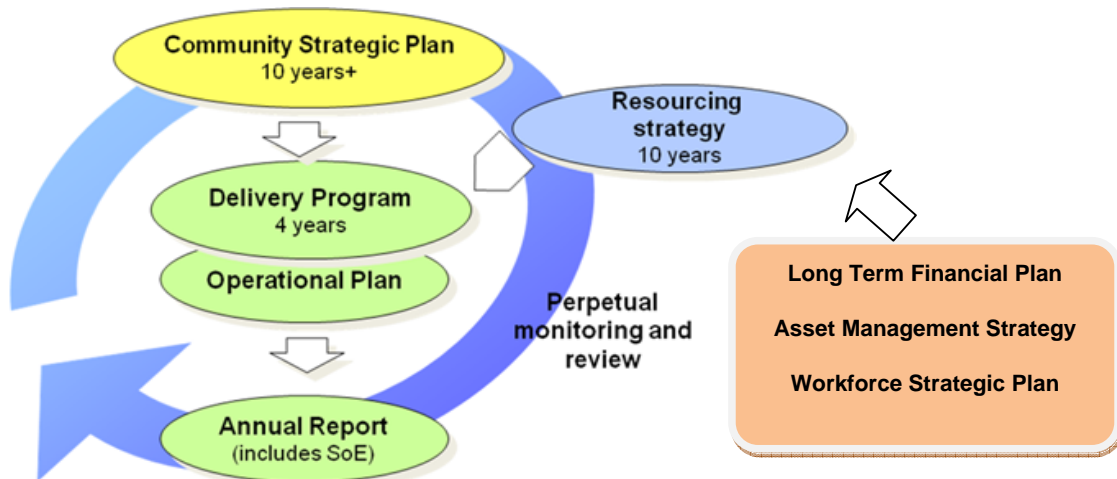 Community Strategic Plan
10 years+
Resourcing
strategy
10 years
Delivery Program
4 years
Operational Plan
Perpetual
monitoring and
review
Long Term Financial Plan
Asset Management Strategy
Workforce Strategic Plan
Annual Report
(includes SoE)